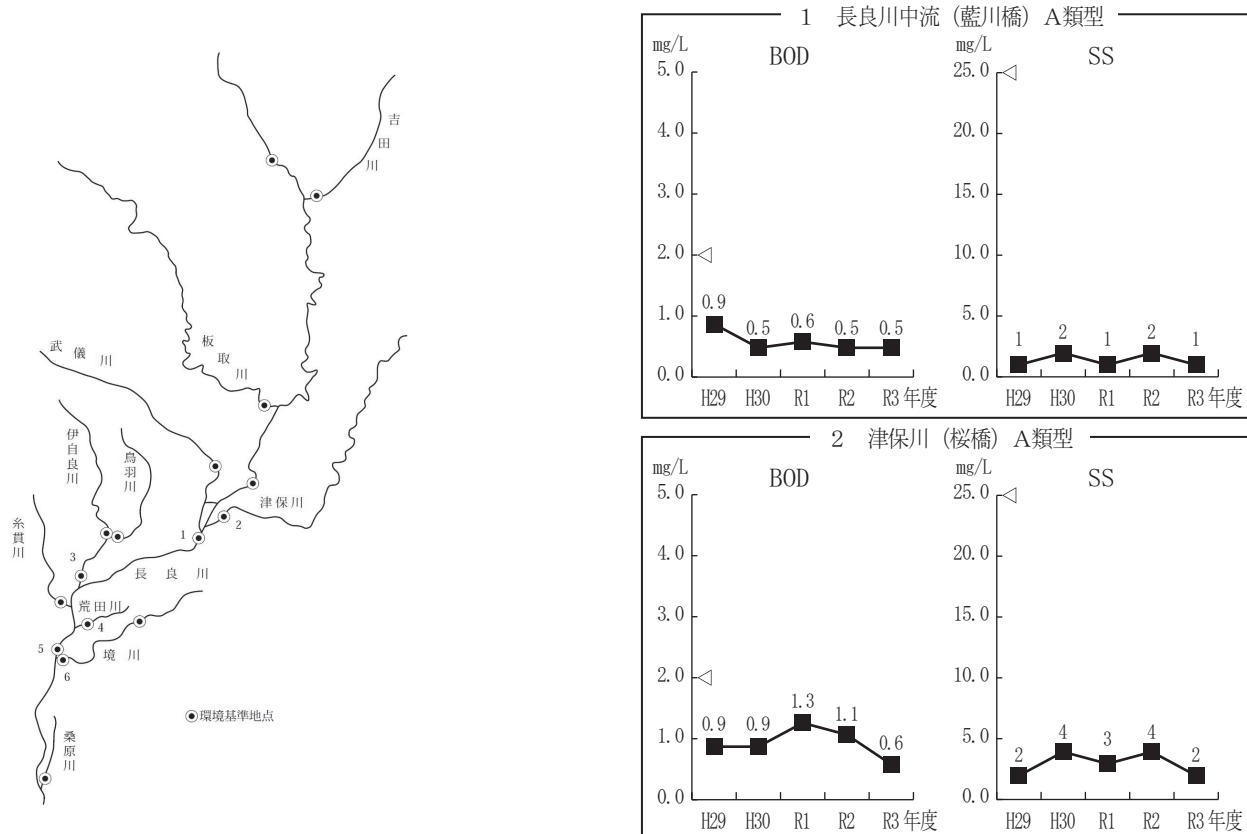 吉田川
板取川
武儀川
伊自良川
鳥羽川
糸貫川
津保川
長良川
荒田川
境川
桑原川
1
2
3
4
5
6
環境基準地点
1 長良川中流 (藍川橋) A類型
mg/L
BOD
5.0
4.0
3.0
2.0
1.0
0.0
0.9
0.5
0.6
0.5
0.5
H29 H30 R1 R2 R3 年度
mg/L
SS
25.0
20.0
15.0
10.0
5.0
0.0
1
2
1
2
1
H29 H30 R1 R2 R3 年度
2 津保川 (桜橋) A類型
mg/L
BOD
5.0
4.0
3.0
2.0
1.0
0.0
0.9
0.9
1.3
1.1
0.6
H29 H30 R1 R2 R3 年度
mg/L
SS
25.0
20.0
15.0
10.0
5.0
0.0
2
4
3
4
2
H29 H30 R1 R2 R3 年度